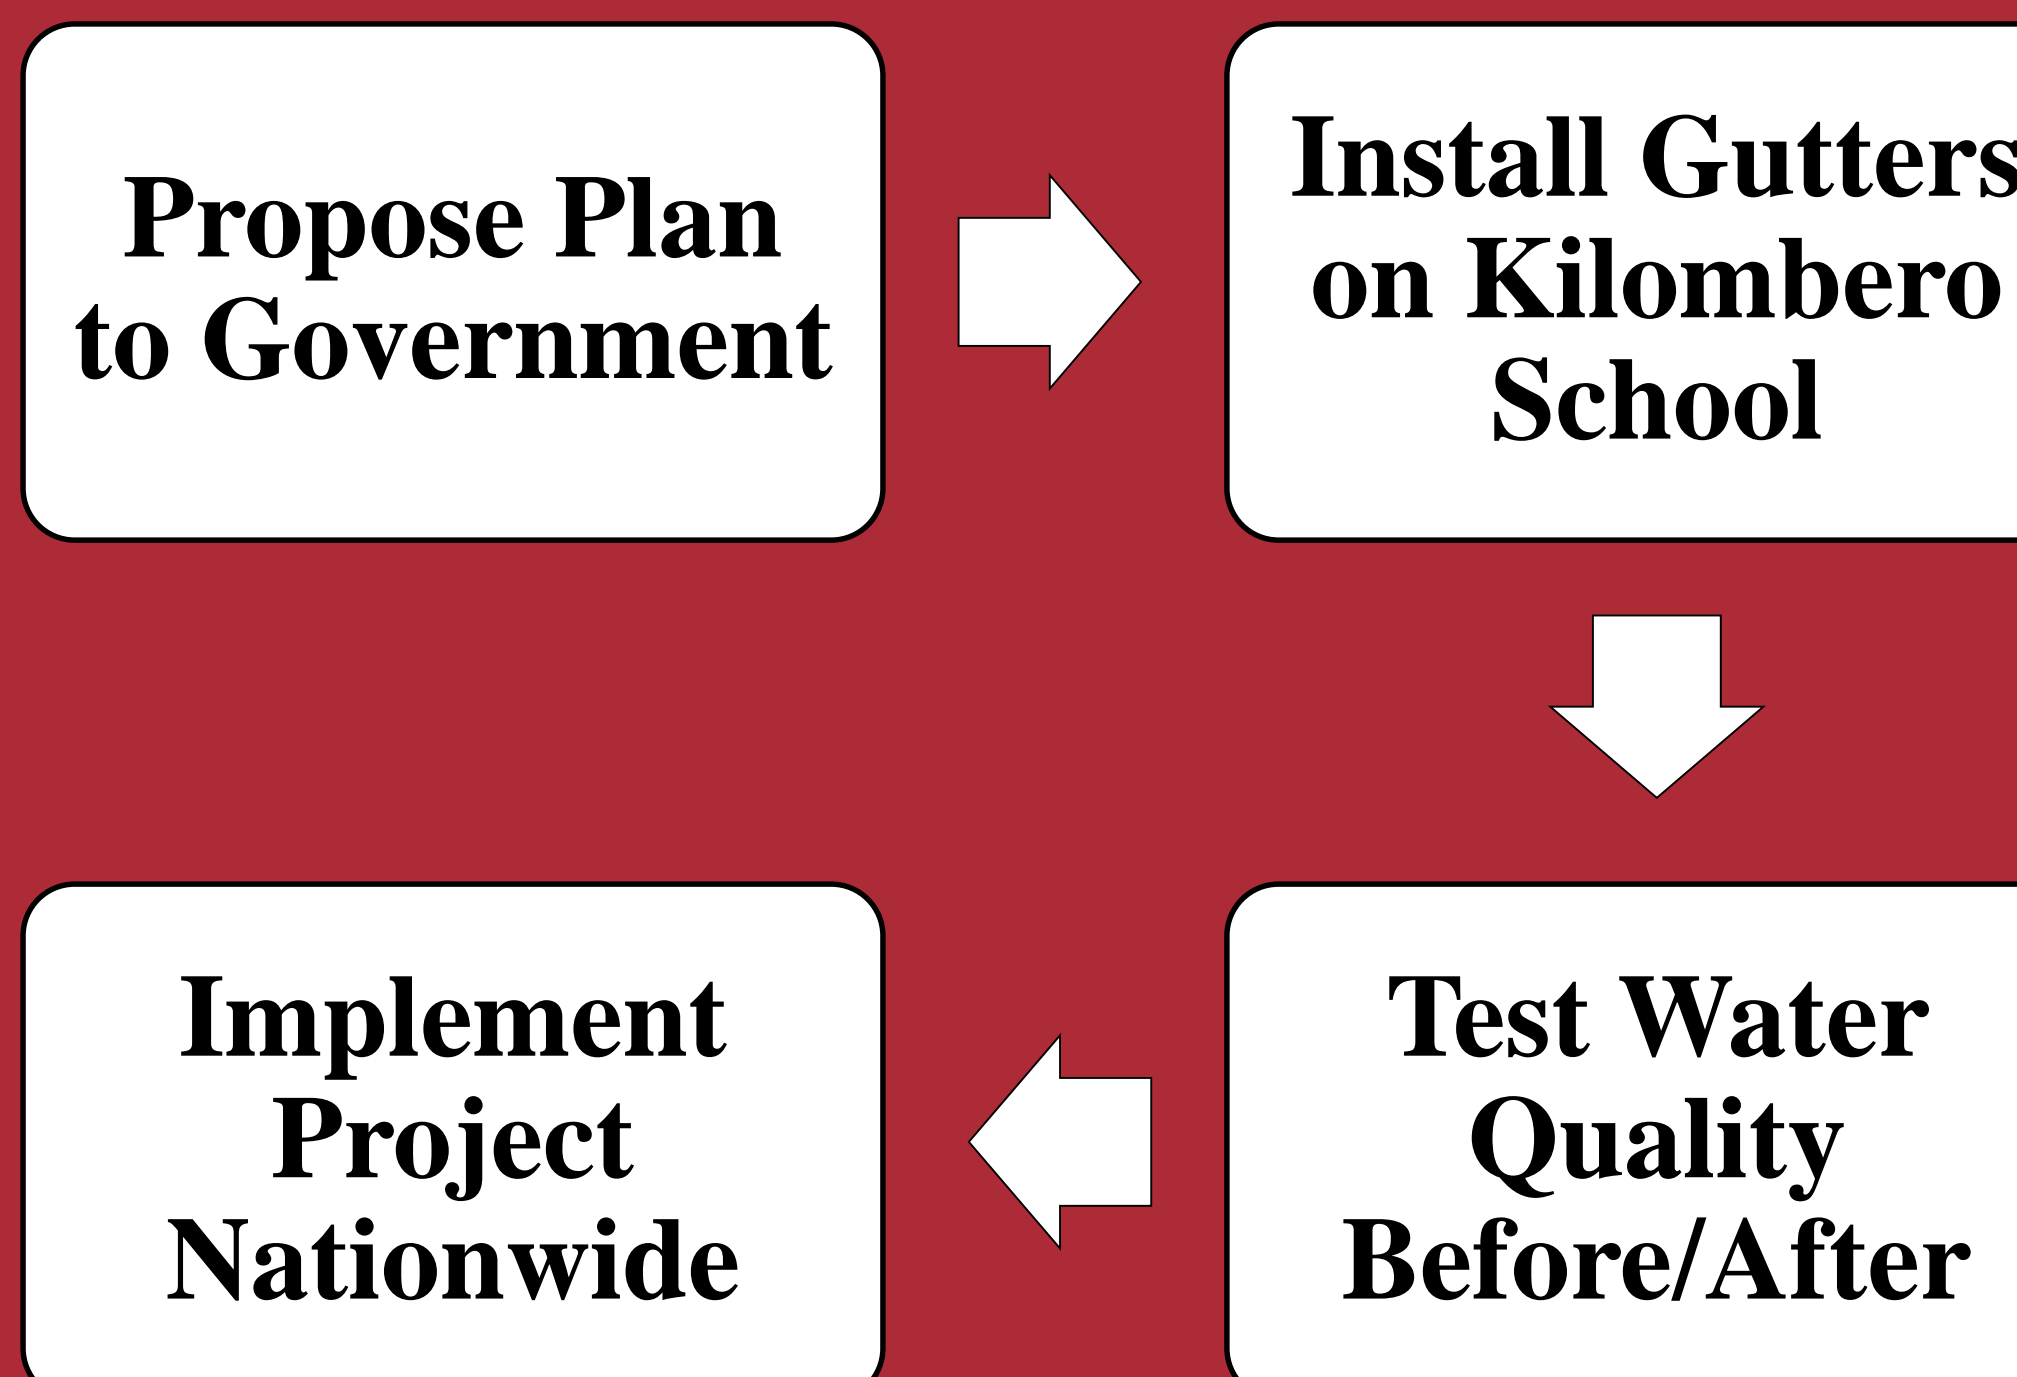 Propose Plan
to Government
Install Gutters
on Kilombero
School
Test Water
Quality
Before/After
Implement
Project
Nationwide